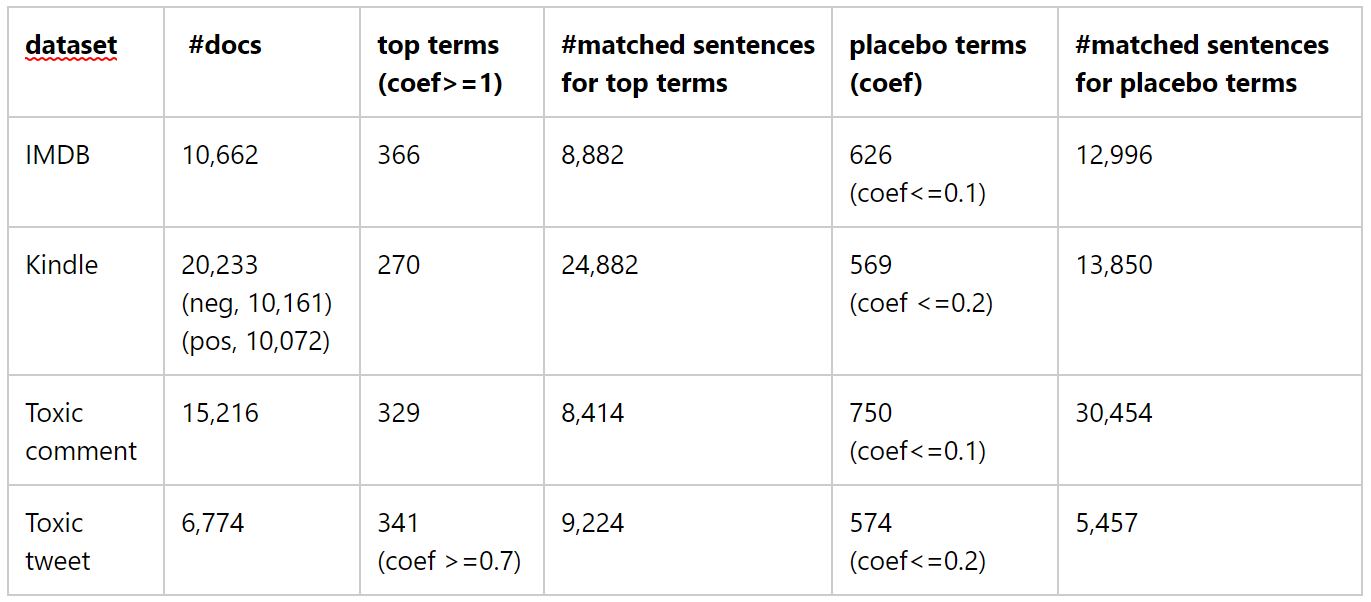 dataset #docs top terms (coef>=1) #matched sentences for top terms placebo terms (coef) #matched sentences for placebo terms
IMDB 10,662 366 8,882 626 (coef<=0.1) 12,996
Kindle 20,233 (neg, 10,161) (pos, 10,072) 270 24,882 569 (coef <=0.2) 13,850
Toxic comment 15,216 329 8,414 750 (coef<=0.1) 30,454
Toxic tweet 6,774 341 (coef >=0.7) 9,224 574 (coef<=0.2) 5,457